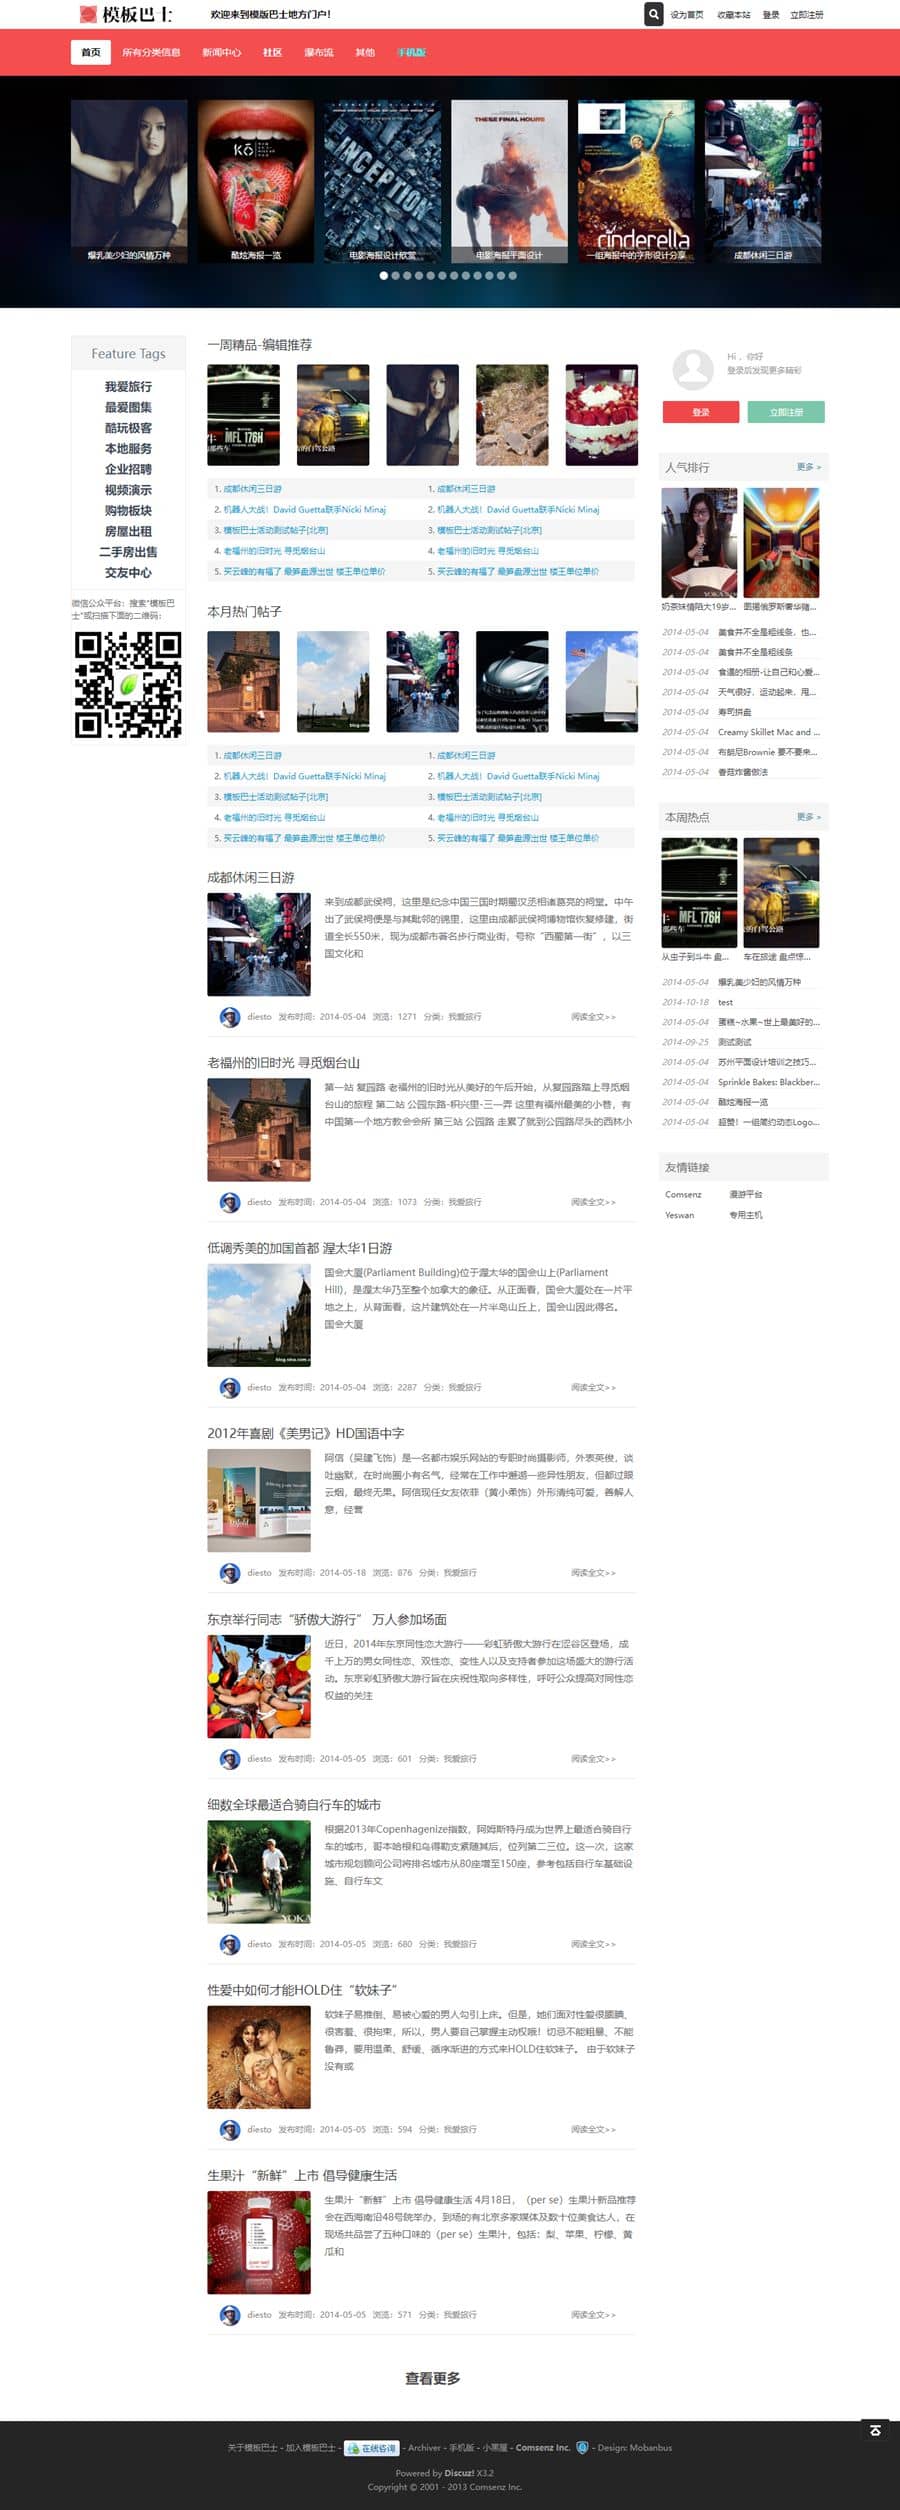 模板巴士
欢迎来到模版巴士地方门户！
设为首页 收藏本站 登录 立即注册
首页 所有分类信息 新闻中心 社区 瀑布流 其他 手机版
KŌ
INCEPTION
THESE FINAL HOURS
cinderella
爆乳美少妇的风情万种
酷炫海报一览
电影海报设计欣赏
电影海报平面设计
一组海报中的字形设计分享
成都休闲三日游
Feature Tags
我爱旅行
最爱图集
酷玩极客
本地服务
企业招聘
视频演示
购物板块
房屋出租
二手房出售
交友中心
微信公众平台：搜索"模板巴
士"或扫描下面的二维码：
一周精品-编辑推荐
MFL 176H
1. 成都休闲三日游 1. 成都休闲三日游
2. 机器人大战！David Guetta联手Nicki Minaj 2. 机器人大战！David Guetta联手Nicki Minaj
3. 模板巴士活动测试帖子[北京] 3. 模板巴士活动测试帖子[北京]
4. 老福州的旧时光 寻觅烟台山 4. 老福州的旧时光 寻觅烟台山
5. 买云峰的有福了 最笋盘源出世 楼王单位单价 5. 买云峰的有福了 最笋盘源出世 楼王单位单价
本月热门帖子
1. 成都休闲三日游 1. 成都休闲三日游
2. 机器人大战！David Guetta联手Nicki Minaj 2. 机器人大战！David Guetta联手Nicki Minaj
3. 模板巴士活动测试帖子[北京] 3. 模板巴士活动测试帖子[北京]
4. 老福州的旧时光 寻觅烟台山 4. 老福州的旧时光 寻觅烟台山
5. 买云峰的有福了 最笋盘源出世 楼王单位单价 5. 买云峰的有福了 最笋盘源出世 楼王单位单价
成都休闲三日游
来到成都武侯祠，这里是纪念中国三国时期蜀汉丞相诸葛亮的祠堂。中午
出了武侯祠便是与其毗邻的锦里，这里由成都武侯祠博物馆恢复修建，街
道全长550米，现为成都市著名步行商业街，号称“西蜀第一街”，以三
国文化和
diesto 发布时间：2014-05-04 浏览：1271 分类：我爱旅行 阅读全文>>
老福州的旧时光 寻觅烟台山
第一站 复园路 老福州的旧时光从美好的午后开始，从复园路踏上寻觅烟
台山的旅程 第二站 公园东路-积兴里-三一弄 这里有福州最美的小巷，有
中国第一个地方教会会所 第三站 公园路 走累了就到公园路尽头的西林小
diesto 发布时间：2014-05-04 浏览：1073 分类：我爱旅行 阅读全文>>
低调秀美的加国首都 渥太华1日游
国会大厦(Parliament Building)位于渥太华的国会山上(Parliament
Hill)，是渥太华乃至整个加拿大的象征。从正面看，国会大厦处在一片平
地之上，从背面看，这片建筑处在一片半岛山丘上，国会山因此得名。
国会大厦
diesto 发布时间：2014-05-04 浏览：2287 分类：我爱旅行 阅读全文>>
2012年喜剧《美男记》HD国语中字
阿信（吴建飞饰）是一名都市娱乐网站的专职时尚摄影师，外表英俊，谈
吐幽默，在时尚圈小有名气，经常在工作中邂逅一些异性朋友，但都过眼
云烟，最终无果。阿信现任女友依菲（黄小柔饰）外形清纯可爱，善解人
意，经营
diesto 发布时间：2014-05-18 浏览：876 分类：我爱旅行 阅读全文>>
东京举行同志“骄傲大游行” 万人参加场面
近日，2014年东京同性恋大游行——彩虹骄傲大游行在涩谷区登场，成
千上万的男女同性恋、双性恋、变性人以及支持者参加这场盛大的游行活
动。东京彩虹骄傲大游行旨在庆祝性取向多样性，呼吁公众提高对同性恋
权益的关注
diesto 发布时间：2014-05-05 浏览：601 分类：我爱旅行 阅读全文>>
细数全球最适合骑自行车的城市
根据2013年Copenhagenize指数，阿姆斯特丹成为世界上最适合骑自行
车的城市，哥本哈根和乌得勒支紧随其后，位列第二三位。这一次，这家
城市规划顾问公司将排名城市从80座增至150座，参考包括自行车基础设
施、自行车文
diesto 发布时间：2014-05-05 浏览：680 分类：我爱旅行 阅读全文>>
性爱中如何才能HOLD住“软妹子”
软妹子易推倒、易被心爱的男人勾引上床。但是，她们面对性爱很腼腆、
很害羞、很拘束，所以，男人要自己掌握主动权哦！切忌不能粗暴、不能
鲁莽，要用温柔、舒缓、循序渐进的方式来HOLD住软妹子。 由于软妹子
没有或
diesto 发布时间：2014-05-05 浏览：594 分类：我爱旅行 阅读全文>>
生果汁“新鲜”上市 倡导健康生活
生果汁“新鲜”上市 倡导健康生活 4月18日，（per se）生果汁新品推荐
会在西海南沿48号院举办，到场的有北京多家媒体及数十位美食达人，在
现场共品尝了五种口味的（per se）生果汁，包括：梨、苹果、柠檬、黄
瓜和
diesto 发布时间：2014-05-05 浏览：571 分类：我爱旅行 阅读全文>>
查看更多
Hi ，你好
登录后发现更多精彩
登录 立即注册
人气排行 更多 »
奶茶妹情陷大19岁... 图揭俄罗斯奢华赌...
2014-05-04 美食并不全是粗线条，也...
2014-05-04 美食并不全是粗线条
2014-05-04 食逼的相册-让自己和心爱...
2014-05-04 天气很好，运动起来，甩...
2014-05-04 寿司拼盘
2014-05-04 Creamy Skillet Mac and ...
2014-05-04 布朗尼Brownie 要不要来...
2014-05-04 香菇炸酱做法
本周热点 更多 »
MFL 176H
从虫子到斗牛 盘... 车在旅途 盘点惊...
2014-05-04 爆乳美少妇的风情万种
2014-10-18 test
2014-05-04 蛋糕~水果~世上最美好的...
2014-09-25 测试测试
2014-05-04 苏州平面设计培训之技巧...
2014-05-04 Sprinkle Bakes: Blackber...
2014-05-04 酷炫海报一览
2014-05-04 超赞！一组简约动态Logo...
友情链接
Comsenz 漫游平台
Yeswan 专用主机
关于模板巴士 - 加入模板巴士 - 在线咨询 - Archiver - 手机版 - 小黑屋 - Comsenz Inc. - Design: Mobanbus
Powered by Discuz! X3.2
Copyright © 2001 - 2013 Comsenz Inc.